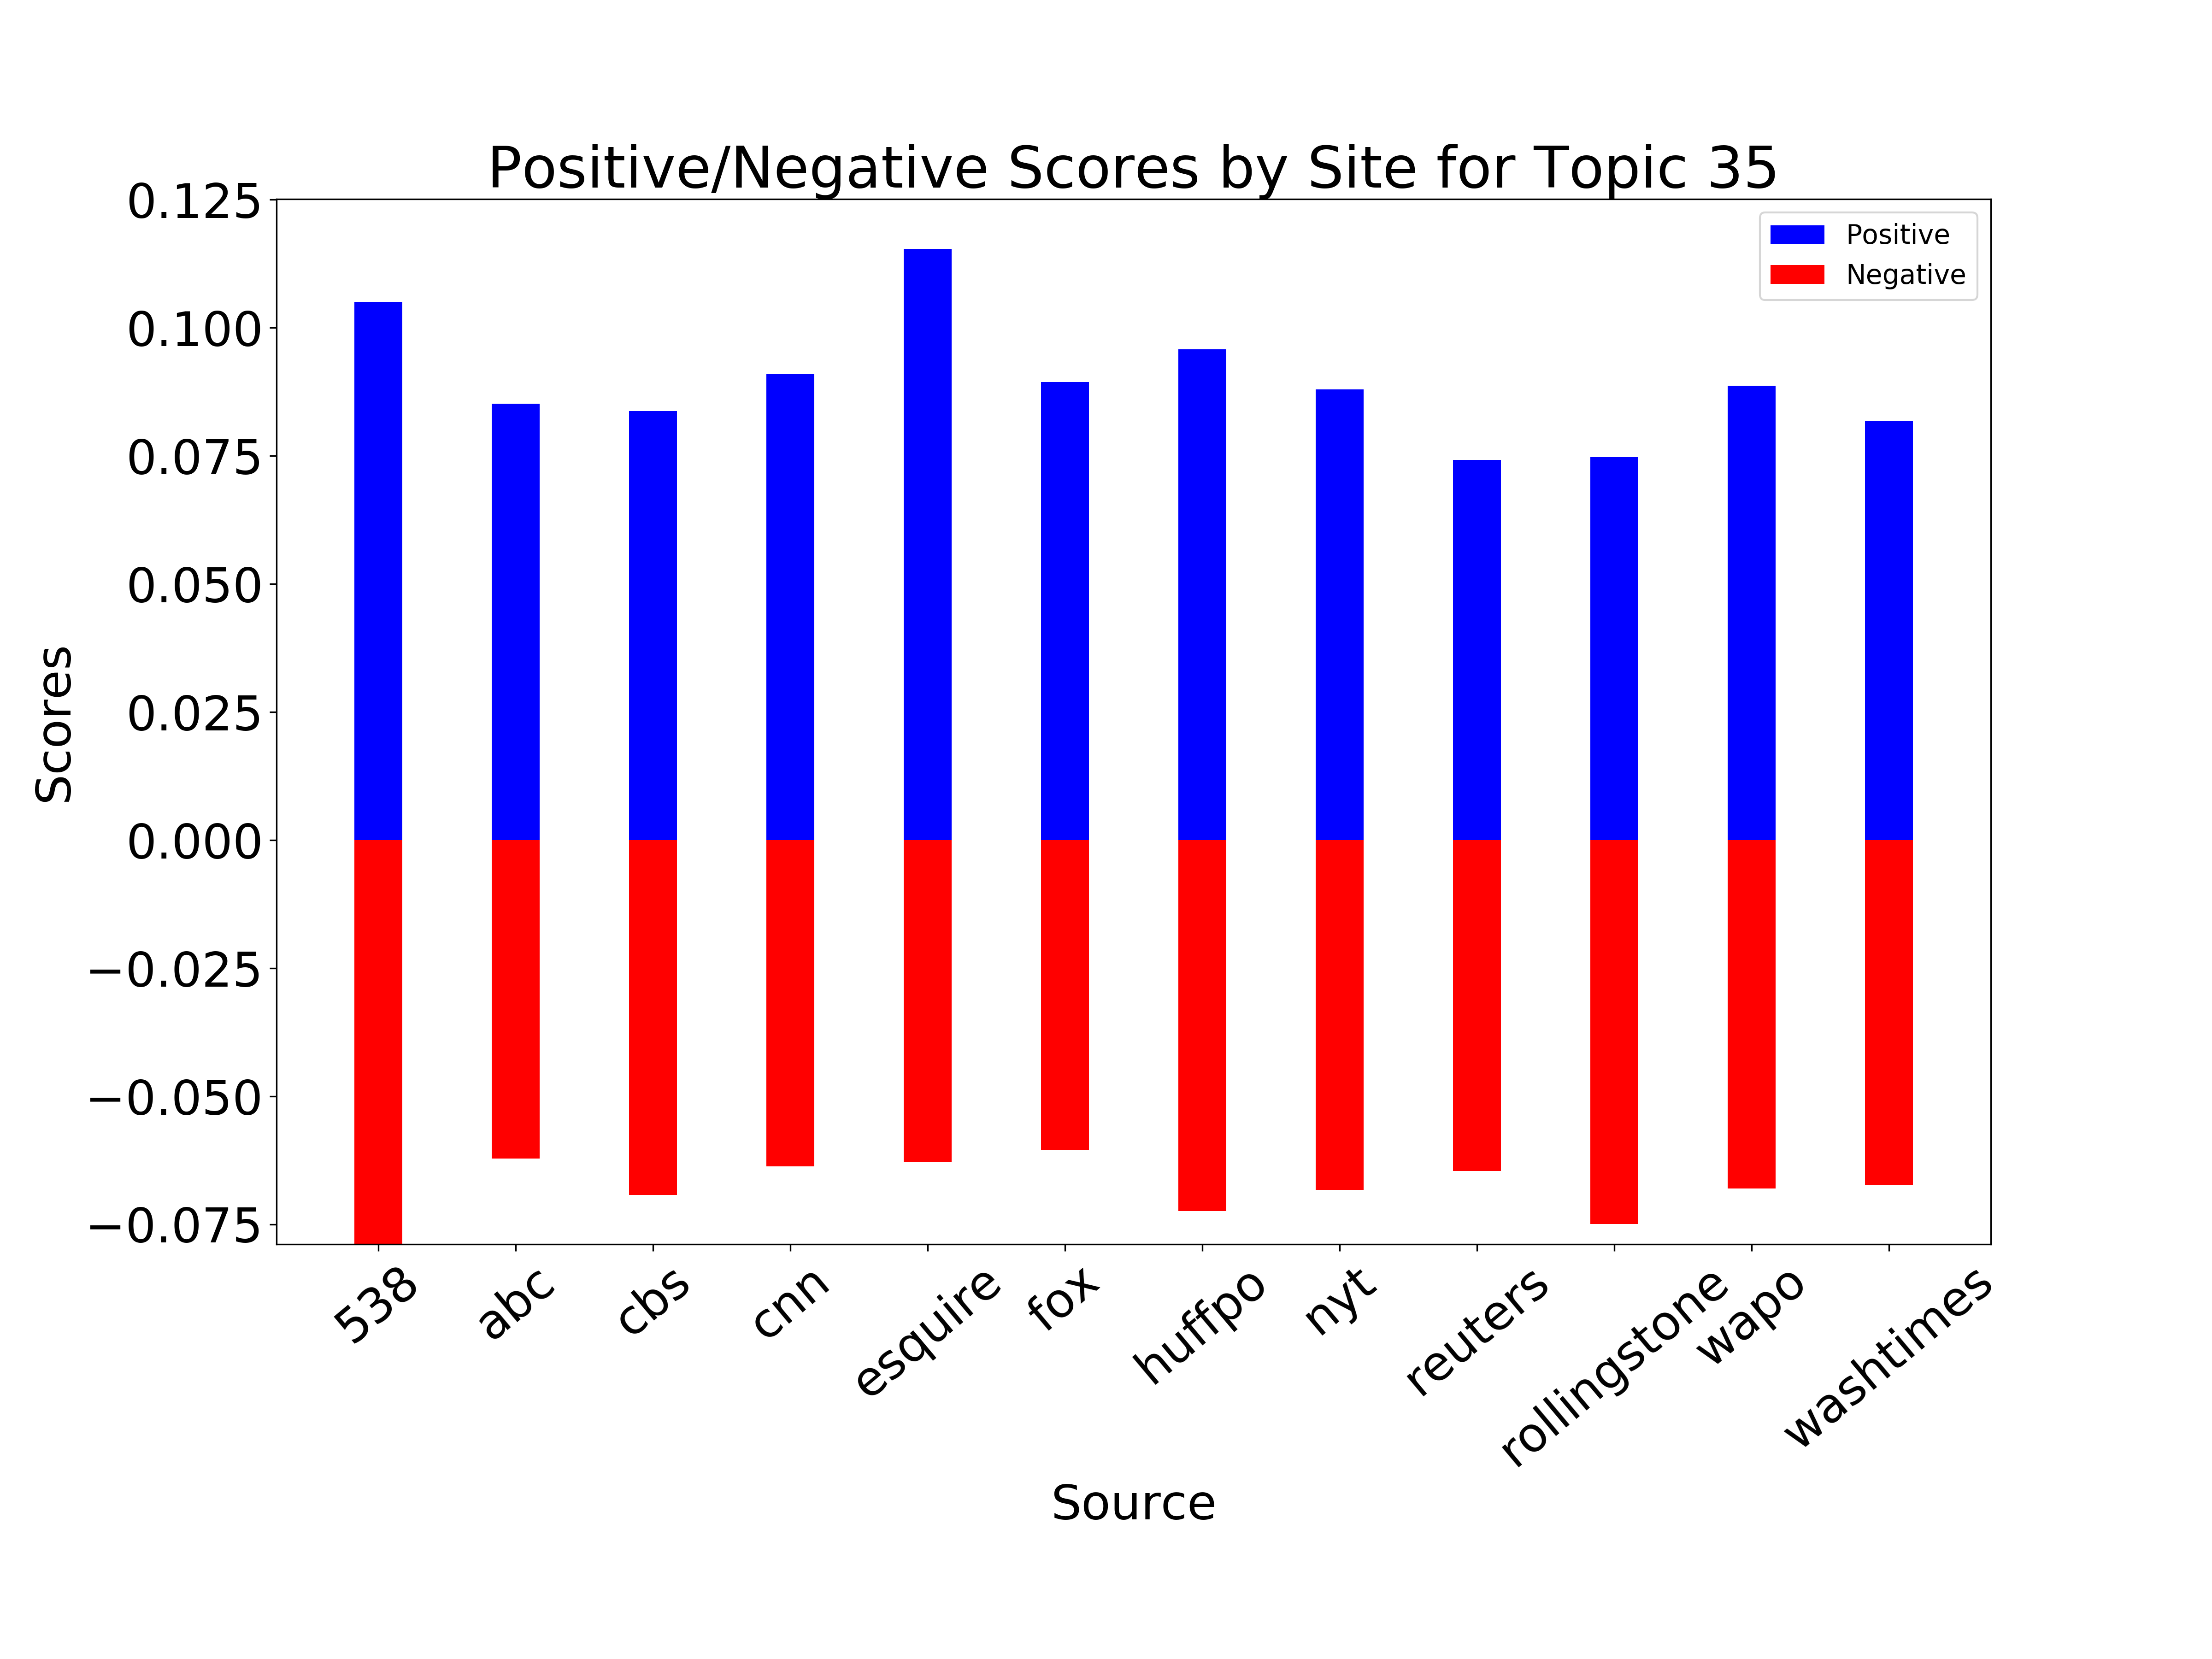 Positive/Negative Scores by Site for Topic 35
Positive
Negative
0.125
0.100
0.075
0.050
0.025
0.000
−0.025
−0.050
−0.075
Scores
538
abc
cbs
cnn
esquire
fox
huffpo
nyt
reuters
rollingstone
wapo
washtimes
Source